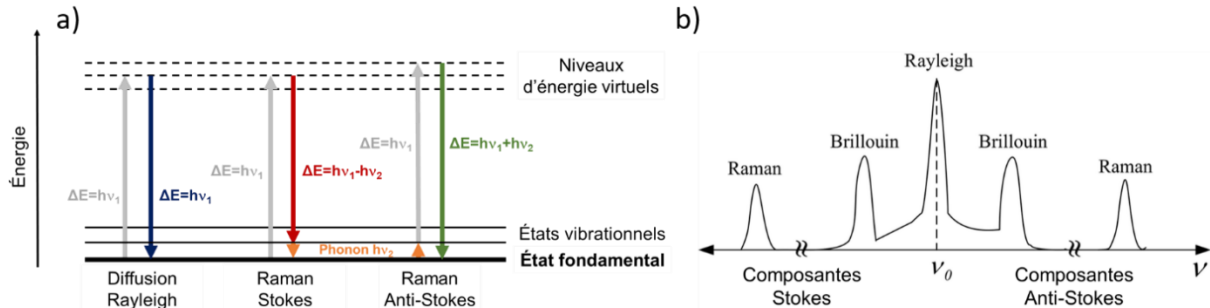 a)
Énergie
Niveaux
d'énergie virtuels
ΔE=hν₁
ΔE=hν₁
ΔE=hν₁
ΔE=hν₁-hν₂
ΔE=hν₁
ΔE=hν₁+hν₂
États vibrationnels
Phonon hν₂
État fondamental
Diffusion
Rayleigh
Raman
Stokes
Raman
Anti-Stokes
b)
Rayleigh
Brillouin
Brillouin
Raman
Raman
ν₀
ν
Composantes
Stokes
Composantes
Anti-Stokes